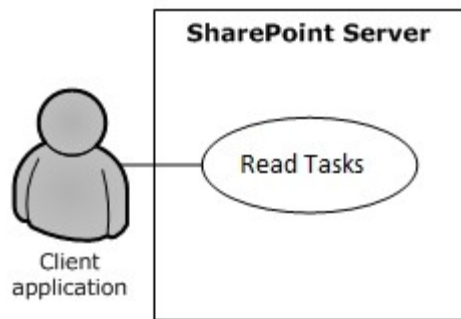 SharePoint Server
Read Tasks
Client
application